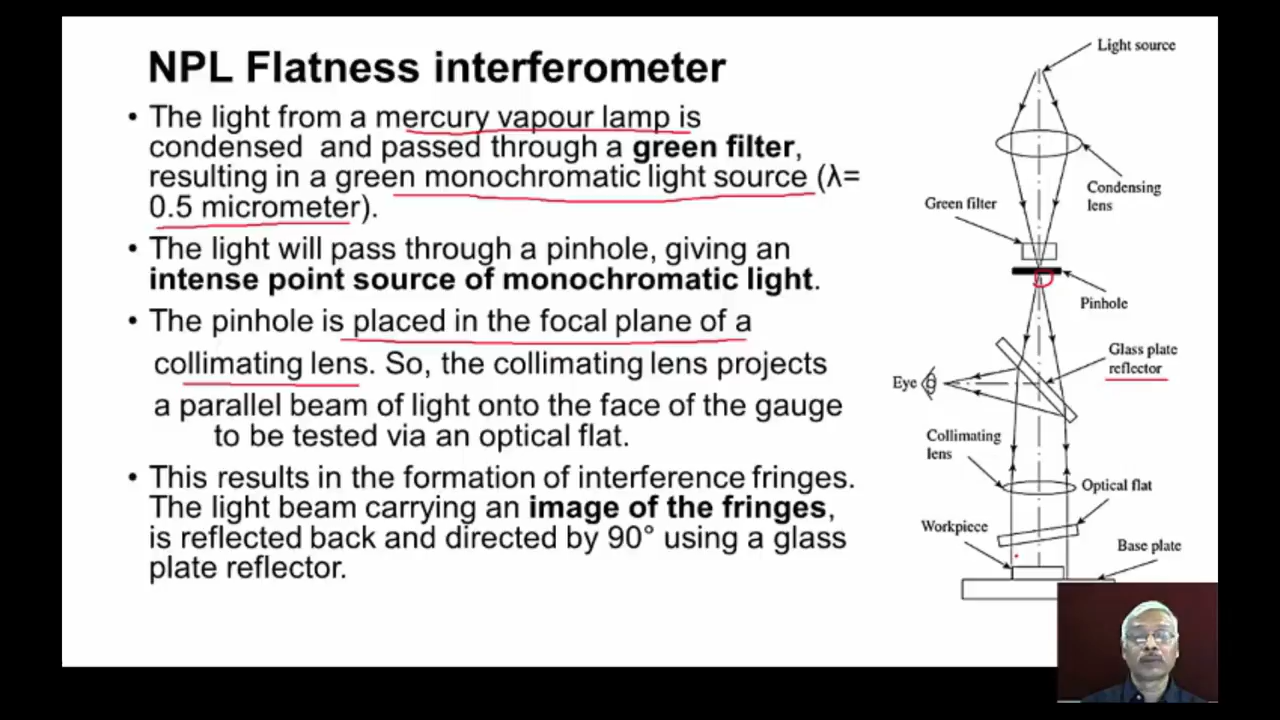 NPL Flatness interferometer
• The light from a mercury vapour lamp is
condensed and passed through a green filter,
resulting in a green monochromatic light source (λ=
0.5 micrometer).
• The light will pass through a pinhole, giving an
intense point source of monochromatic light.
• The pinhole is placed in the focal plane of a
collimating lens. So, the collimating lens projects
a parallel beam of light onto the face of the gauge
to be tested via an optical flat.
• This results in the formation of interference fringes.
The light beam carrying an image of the fringes,
is reflected back and directed by 90° using a glass
plate reflector.
Light source
Condensing
lens
Green filter
Pinhole
Glass plate
reflector
Eye
Collimating
lens
Optical flat
Workpiece
Base plate